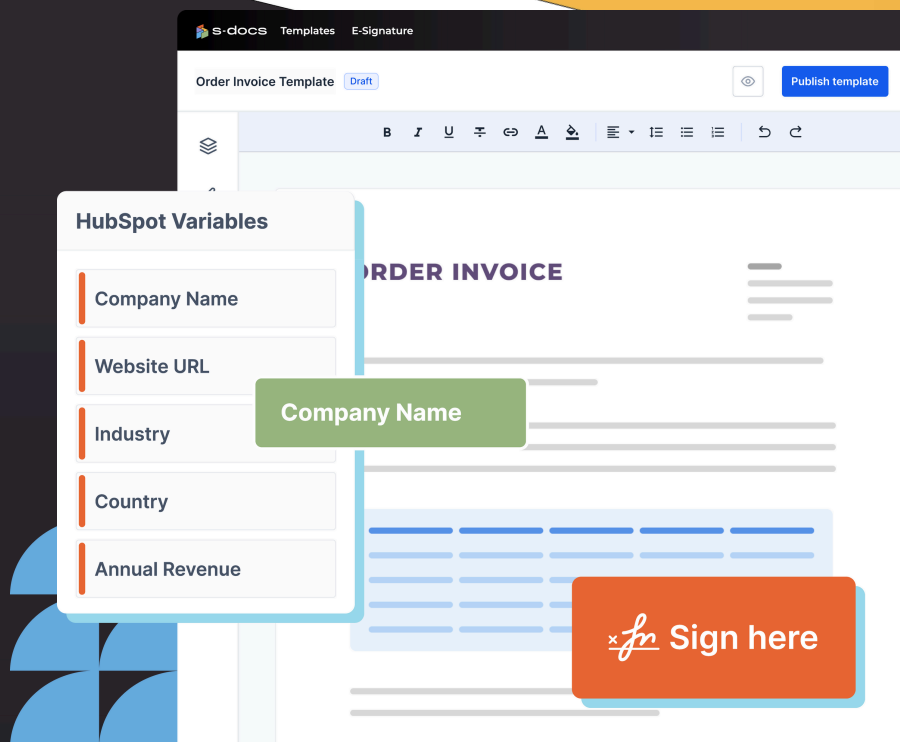 s-docs Templates E-Signature
Order Invoice Template Draft Publish template
B I U A
HubSpot Variables
ORDER INVOICE
Company Name
Website URL
Company Name
Industry
Country
Annual Revenue
Sign here